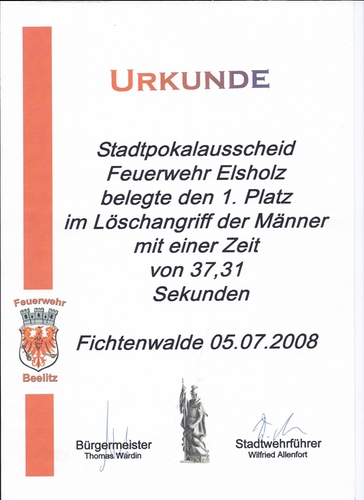 URKUNDE
Stadtpokalausscheid
Feuerwehr Elsholz
belegte den 1. Platz
im Löschangriff der Männer
mit einer Zeit
von 37,31
Sekunden
Feuerwehr
Beelitz
Fichtenwalde 05.07.2008
Bürgermeister
Thomas Wardin
Stadtwehrführer
Wilfried Allenfort